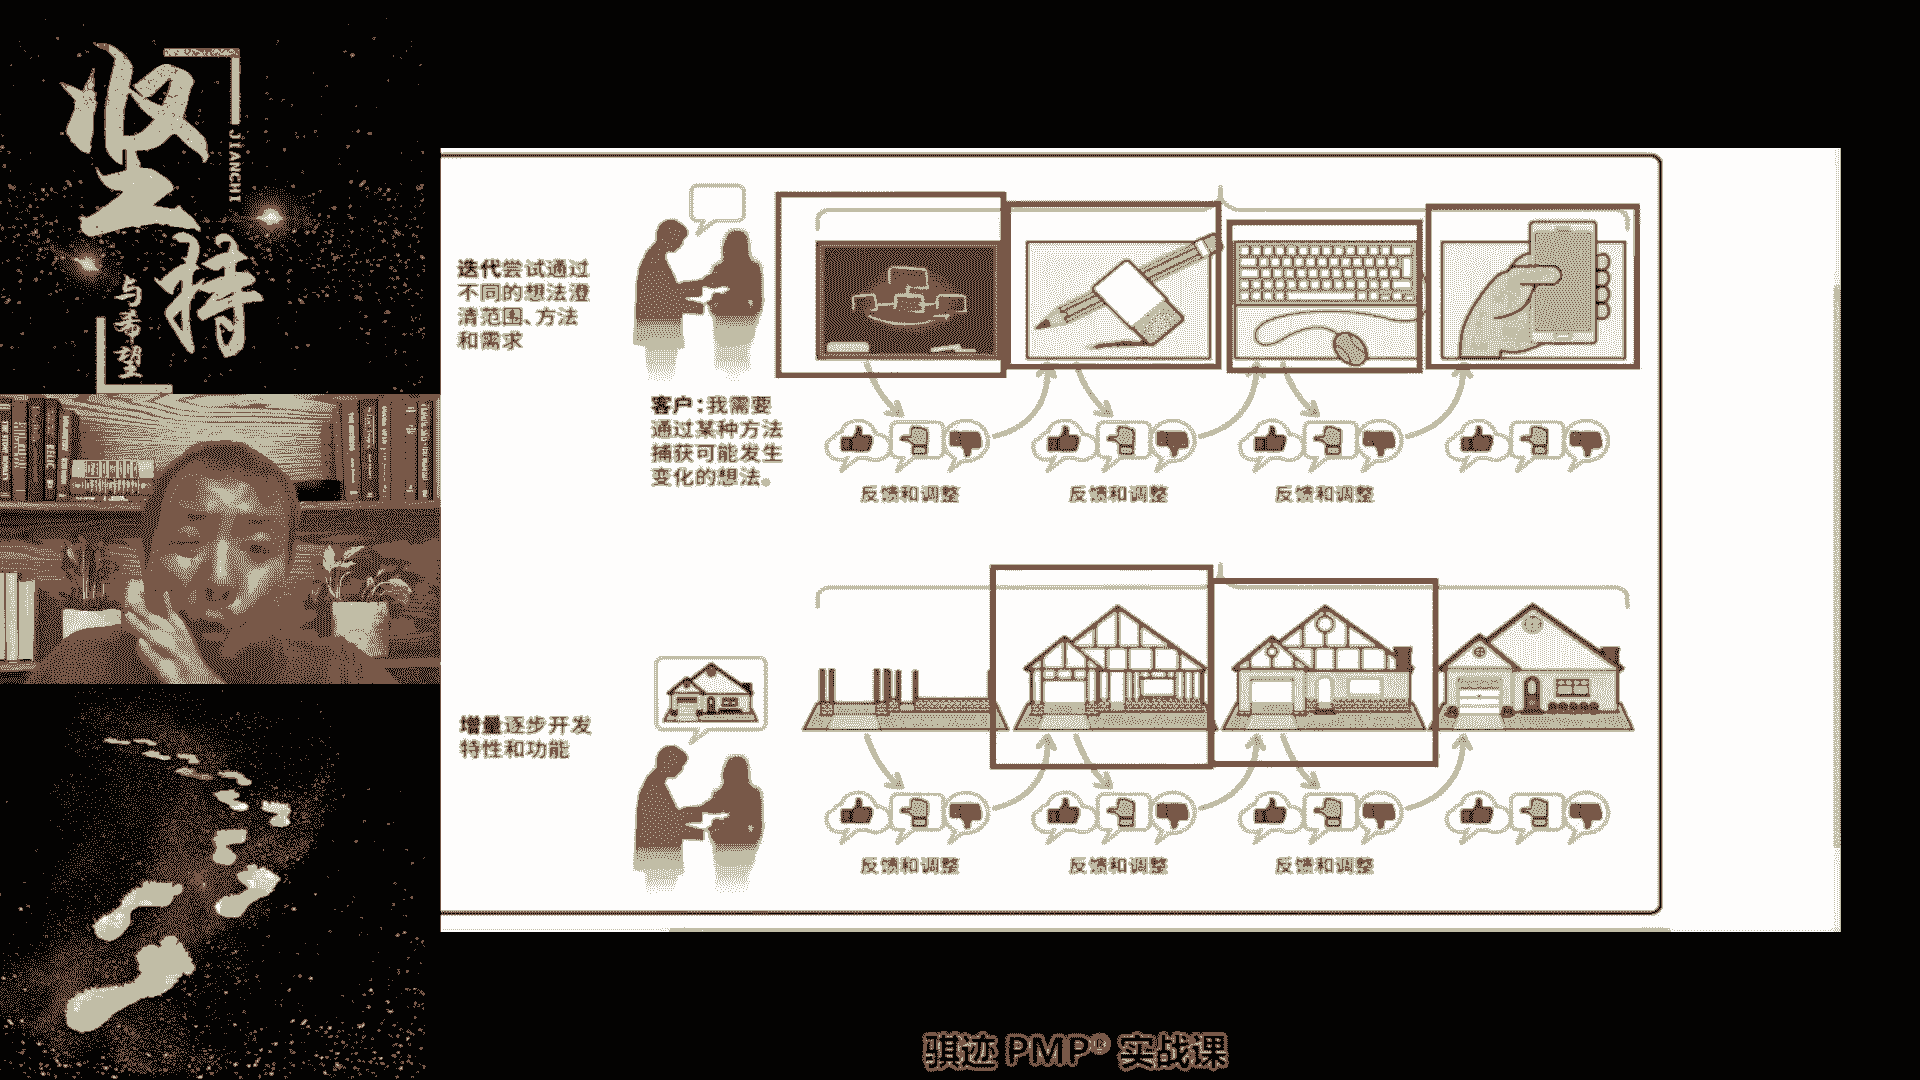 坚持
JIANCHI
与希望
迭代尝试通过
不同的想法澄
清范围、方法
和需求
客户：我需要
通过某种方法
捕获可能发生
变化的想法。
反馈和调整
反馈和调整
反馈和调整
增量逐步开发
特性和功能
反馈和调整
反馈和调整
反馈和调整
骐迹 PMP® 实战课